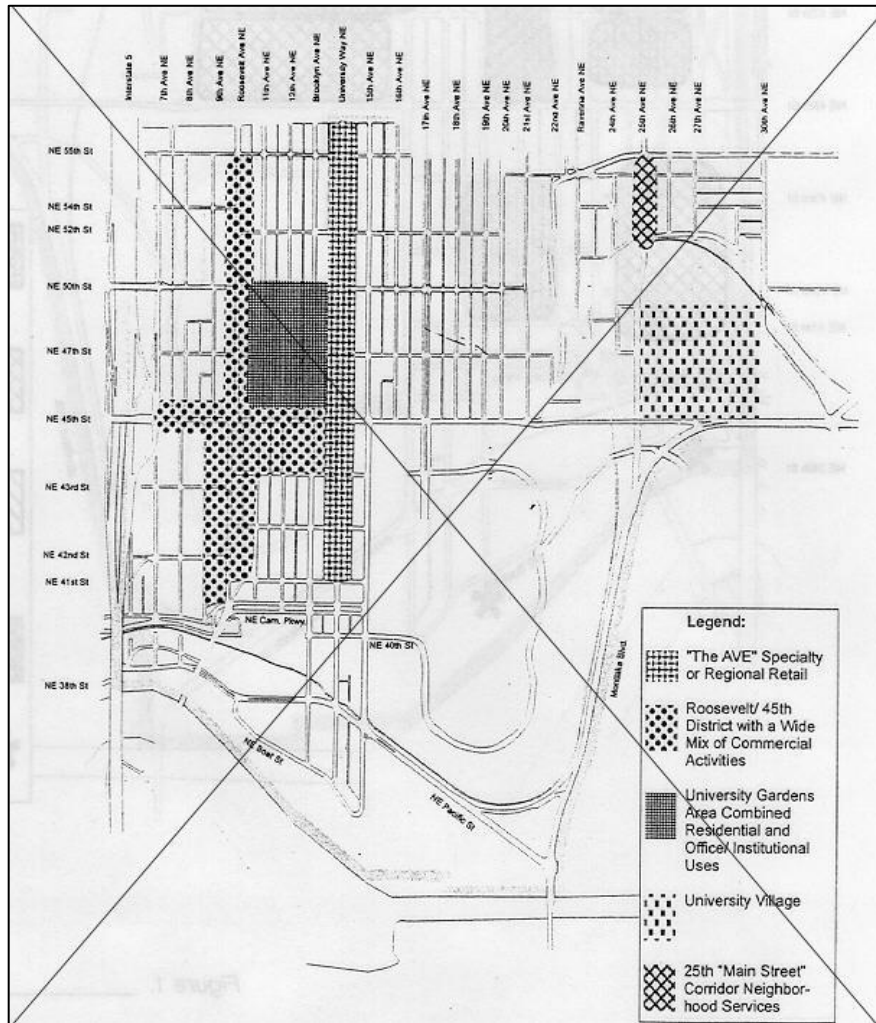 Interstate 5
7th Ave NE
8th Ave NE
9th Ave NE
Roosevelt Ave NE
11th Ave NE
12th Ave NE
Brooklyn Ave NE
University Way NE
15th Ave NE
16th Ave NE
17th Ave NE
18th Ave NE
19th Ave NE
20th Ave NE
21st Ave NE
22nd Ave NE
Ravenna Ave NE
24th Ave NE
25th Ave NE
26th Ave NE
27th Ave NE
30th Ave NE
NE 55th St
NE 54th St
NE 52th St
NE 50th St
NE 47th St
NE 45th St
NE 43rd St
NE 42nd St
NE 41st St
NE Cam. Pkwy.
NE 40th St
NE 38th St
NE Boat St.
NE Pacific St
Montlake Blvd.
Legend:
"The AVE" Specialty
or Regional Retail
Roosevelt/ 45th
District with a Wide
Mix of Commercial
Activities
University Gardens
Area Combined
Residential and
Office/ Institutional
Uses
University Village
25th "Main Street"
Corridor Neighbor-
hood Services
Figure 1.